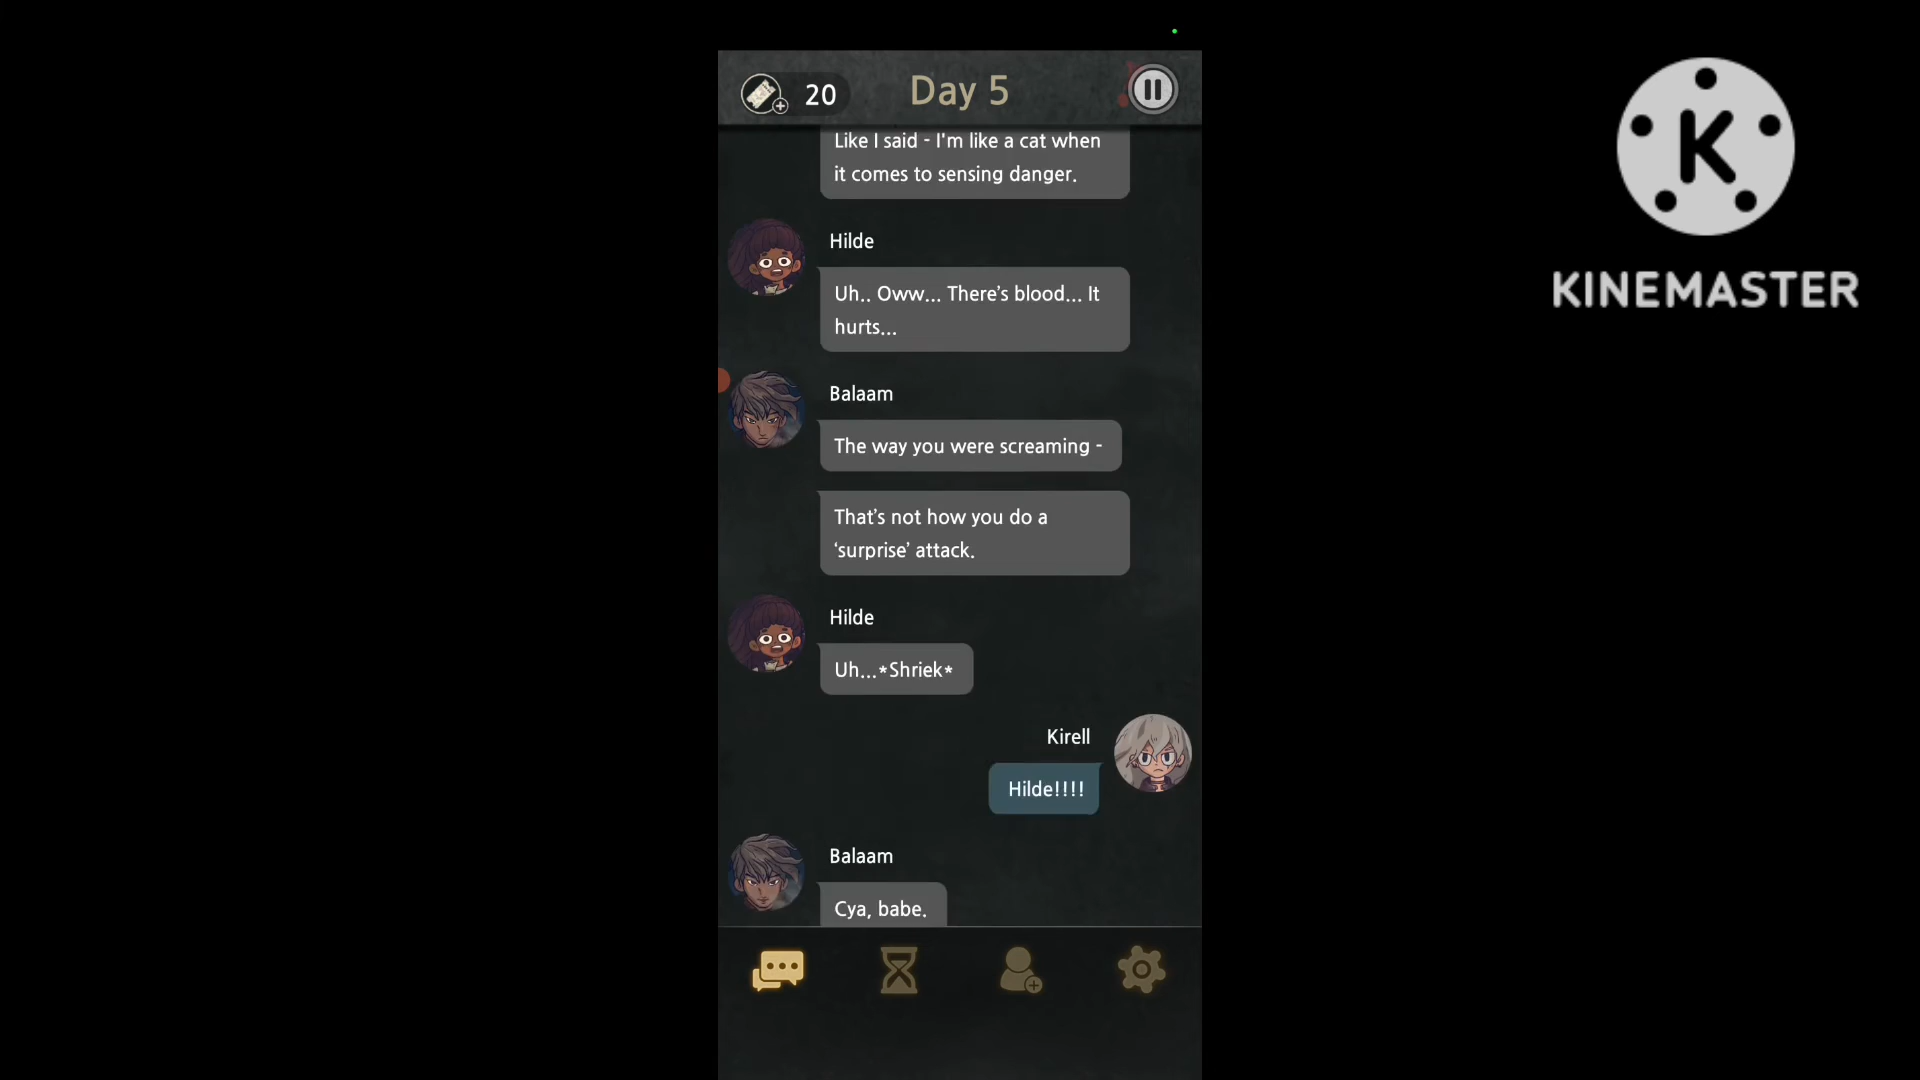 20
Day 5
Like I said - I'm like a cat when
it comes to sensing danger.
Hilde
Uh.. Oww... There’s blood... It
hurts...
Balaam
The way you were screaming -
That’s not how you do a
‘surprise’ attack.
Hilde
Uh...*Shriek*
Kirell
Hilde!!!!
Balaam
Cya, babe.
K
KINEMASTER